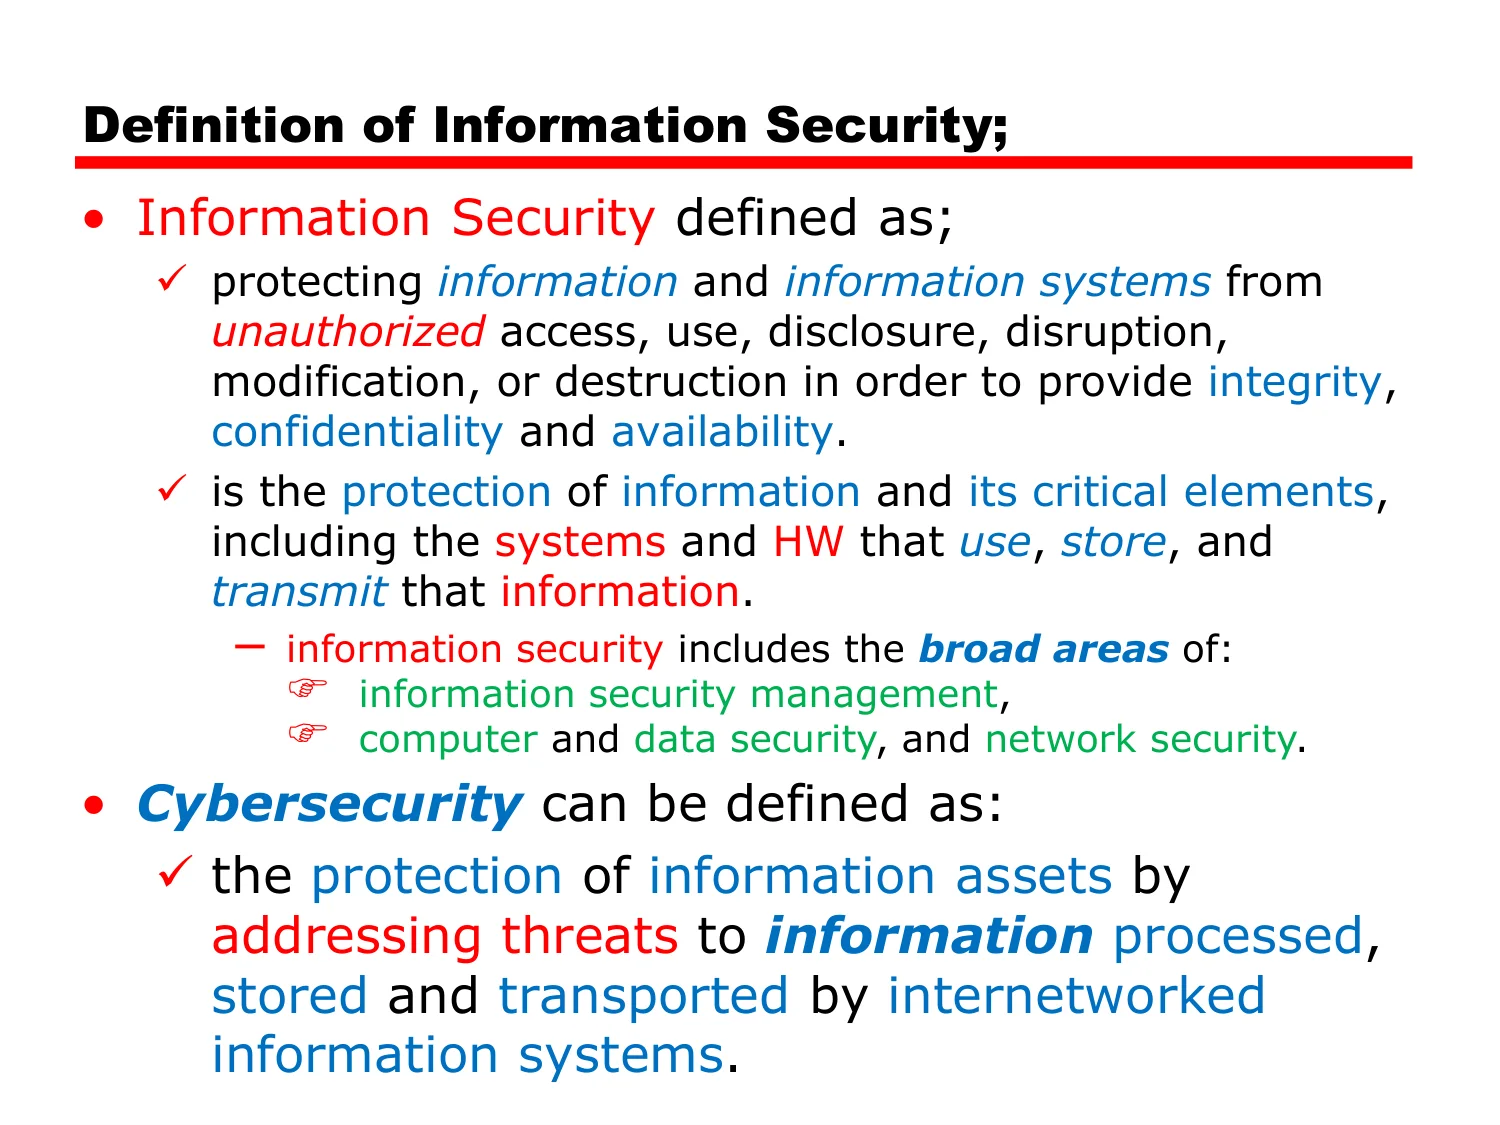 Definition of Information Security;
• Information Security defined as;
✓ protecting information and information systems from
unauthorized access, use, disclosure, disruption,
modification, or destruction in order to provide integrity,
confidentiality and availability.
✓ is the protection of information and its critical elements,
including the systems and HW that use, store, and
transmit that information.
– information security includes the broad areas of:
☞ information security management,
☞ computer and data security, and network security.
• Cybersecurity can be defined as:
✓ the protection of information assets by
addressing threats to information processed,
stored and transported by internetworked
information systems.